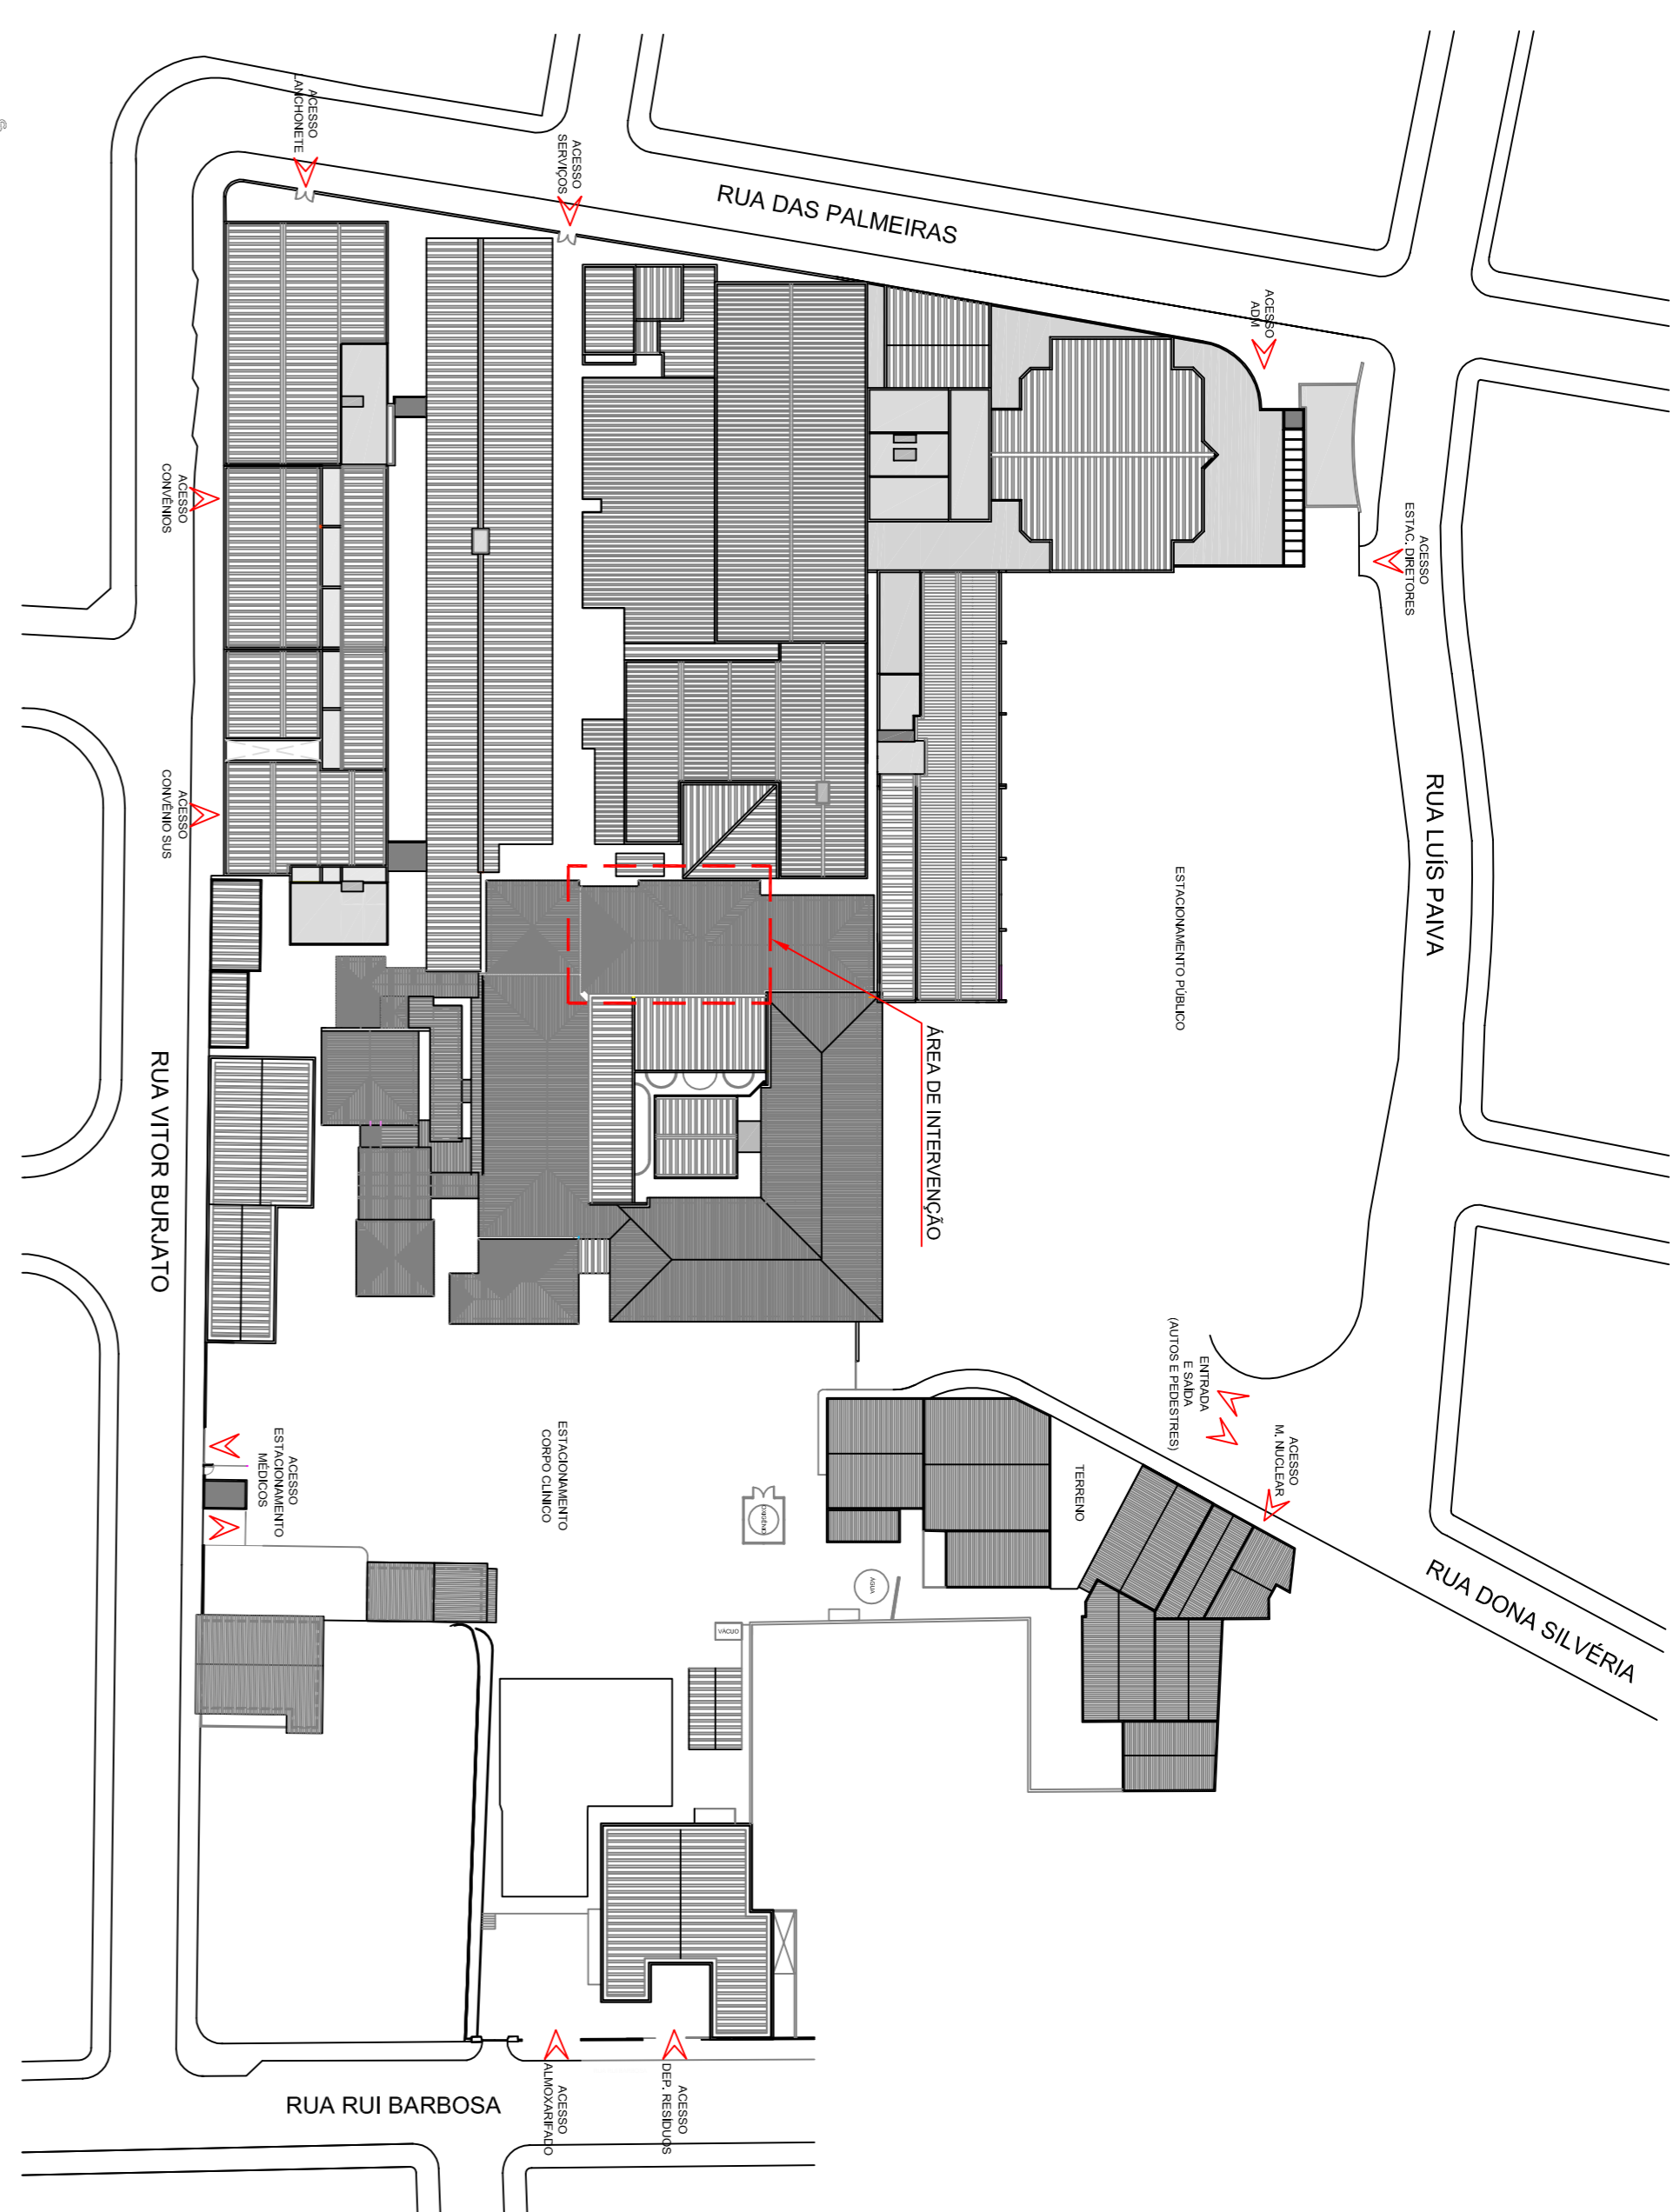 ACESSO
LANCHONETE
ACESSO
SERVIÇOS
RUA DAS PALMEIRAS
ACESSO
ADM
ACESSO
ESTAC. DIRETORES
ACESSO
CONVÊNIOS
ACESSO
CONVÊNIO SUS
RUA LUÍS PAIVA
ESTACIONAMENTO PÚBLICO
ÁREA DE INTERVENÇÃO
RUA VITOR BURJATO
ENTRADA
E SAÍDA
(AUTOS E PEDESTRES)
ACESSO
M. NUCLEAR
TERRENO
RUA DONA SILVÉRIA
ACESSO
ESTACIONAMENTO
MÉDICOS
ESTACIONAMENTO
CORPO CLÍNICO
OXIGÊNIO
ÁGUA
VÁCUO
ACESSO
ALMOXARIFADO
ACESSO
DEP. RESÍDUOS
RUA RUI BARBOSA